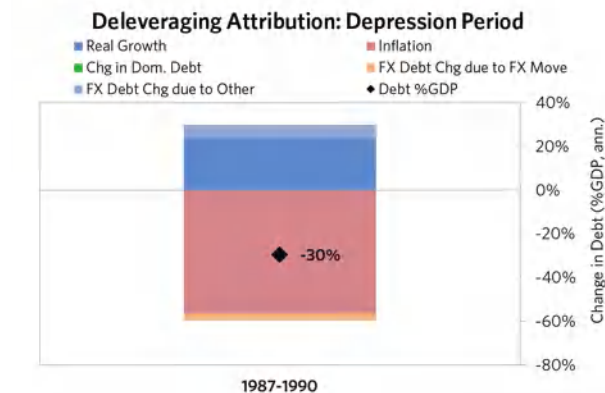 Deleveraging Attribution: Depression Period
Real Growth
Inflation
Chg in Dom. Debt
FX Debt Chg due to FX Move
FX Debt Chg due to Other
Debt %GDP
40%
20%
0%
-20%
-40%
-60%
-80%
Change in Debt (%GDP, ann.)
-30%
1987-1990